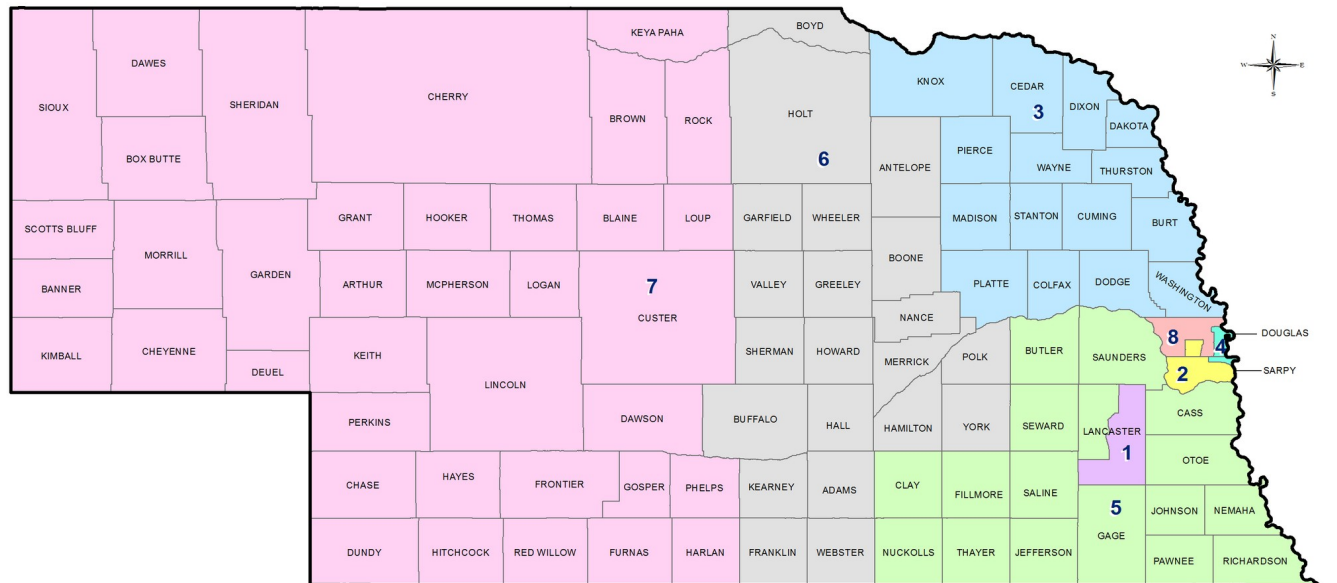 BOYD
KEYA PAHA
N
W E
S
DAWES
KNOX
CEDAR
SIOUX
SHERIDAN
CHERRY
DIXON
3
BROWN
ROCK
HOLT
DAKOTA
BOX BUTTE
6
PIERCE
ANTELOPE
WAYNE
THURSTON
GRANT
HOOKER
THOMAS
BLAINE
LOUP
GARFIELD
WHEELER
MADISON
STANTON
CUMING
BURT
SCOTTS BLUFF
MORRILL
GARDEN
BOONE
BANNER
ARTHUR
MCPHERSON
LOGAN
7
CUSTER
VALLEY
GREELEY
PLATTE
COLFAX
DODGE
WASHINGTON
NANCE
DOUGLAS
KIMBALL
CHEYENNE
KEITH
SHERMAN
HOWARD
MERRICK
POLK
BUTLER
SAUNDERS
8
4
DEUEL
LINCOLN
2
SARPY
PERKINS
DAWSON
BUFFALO
HALL
HAMILTON
YORK
SEWARD
LANCASTER
CASS
1
OTOE
CHASE
HAYES
FRONTIER
GOSPER
PHELPS
KEARNEY
ADAMS
CLAY
FILLMORE
SALINE
5
JOHNSON
NEMAHA
GAGE
DUNDY
HITCHCOCK
RED WILLOW
FURNAS
HARLAN
FRANKLIN
WEBSTER
NUCKOLLS
THAYER
JEFFERSON
PAWNEE
RICHARDSON